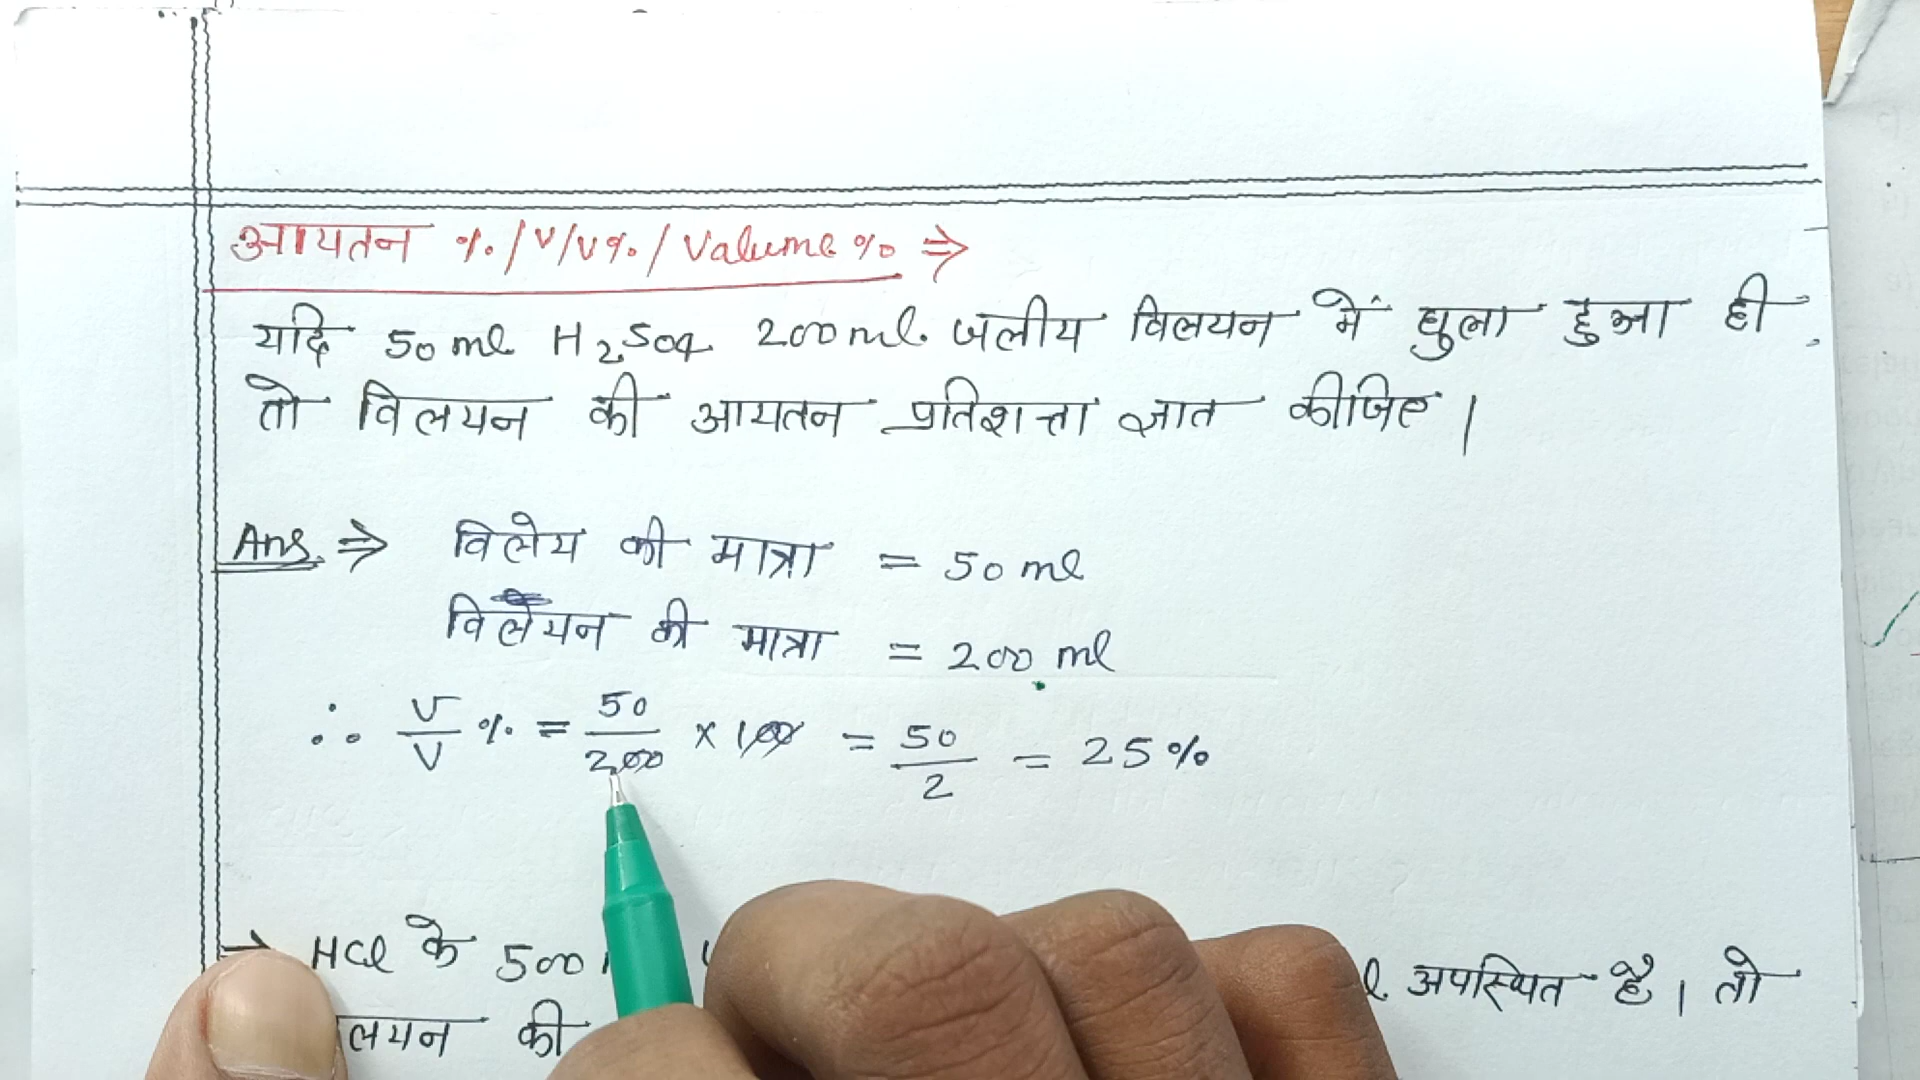 आयतन %/V/V%/Valume % ⇒
यदि 50 ml H2SO4 200 ml. जलीय विलयन में घुला हुआ हो
तो विलयन की आयतन प्रतिशत्ता ज्ञात कीजिए।
Ans. ⇒ विलेय की मात्रा = 50 ml
विलयन की मात्रा = 200 ml
∴ V/V % = 50/200 × 100 = 50/2 = 25%
→ HCl के 500 अपस्थित है। तो
लयन की